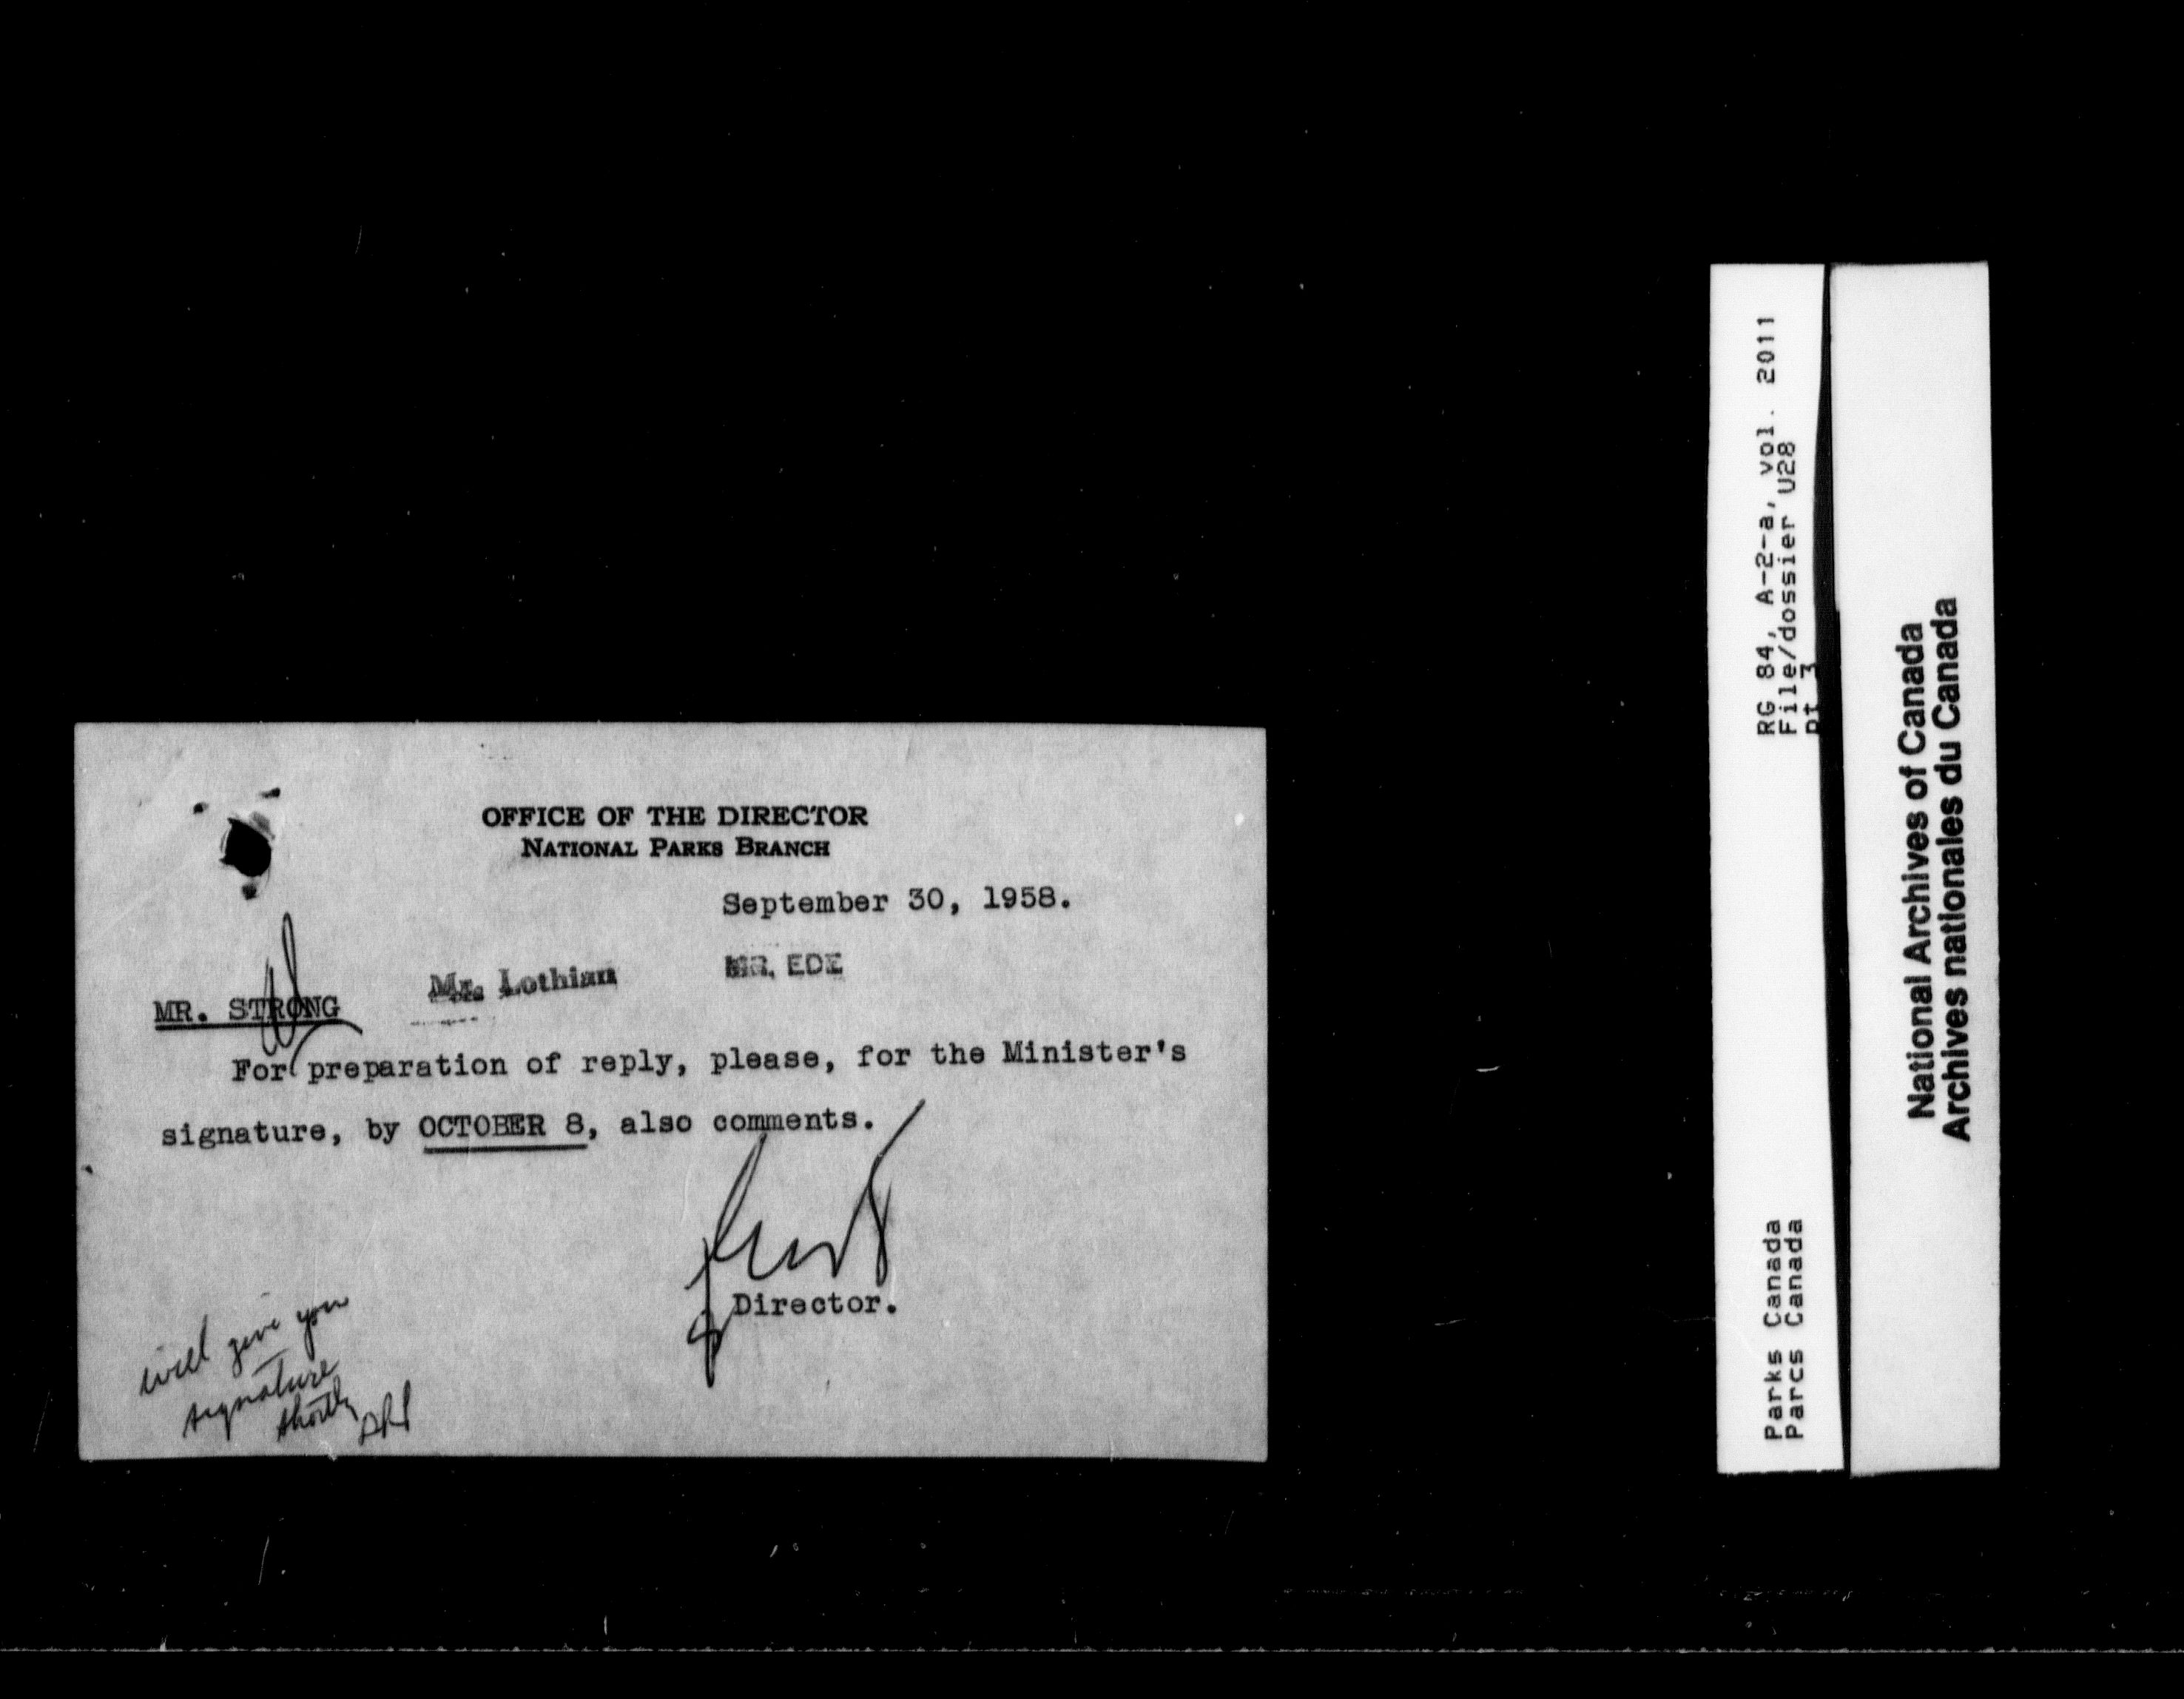 OFFICE OF THE DIRECTOR
NATIONAL PARKS BRANCH
September 30, 1958.
MR. EDE
Mr. Lothian
MR. STRONG
For preparation of reply, please, for the Minister's
signature, by OCTOBER 8, also comments.
Director.
will give you
signature
shortly
RG 84, A-2-a, vol. 2011
File/dossier U28
pt 3
Parks Canada
Parcs Canada
National Archives of Canada
Archives nationales du Canada